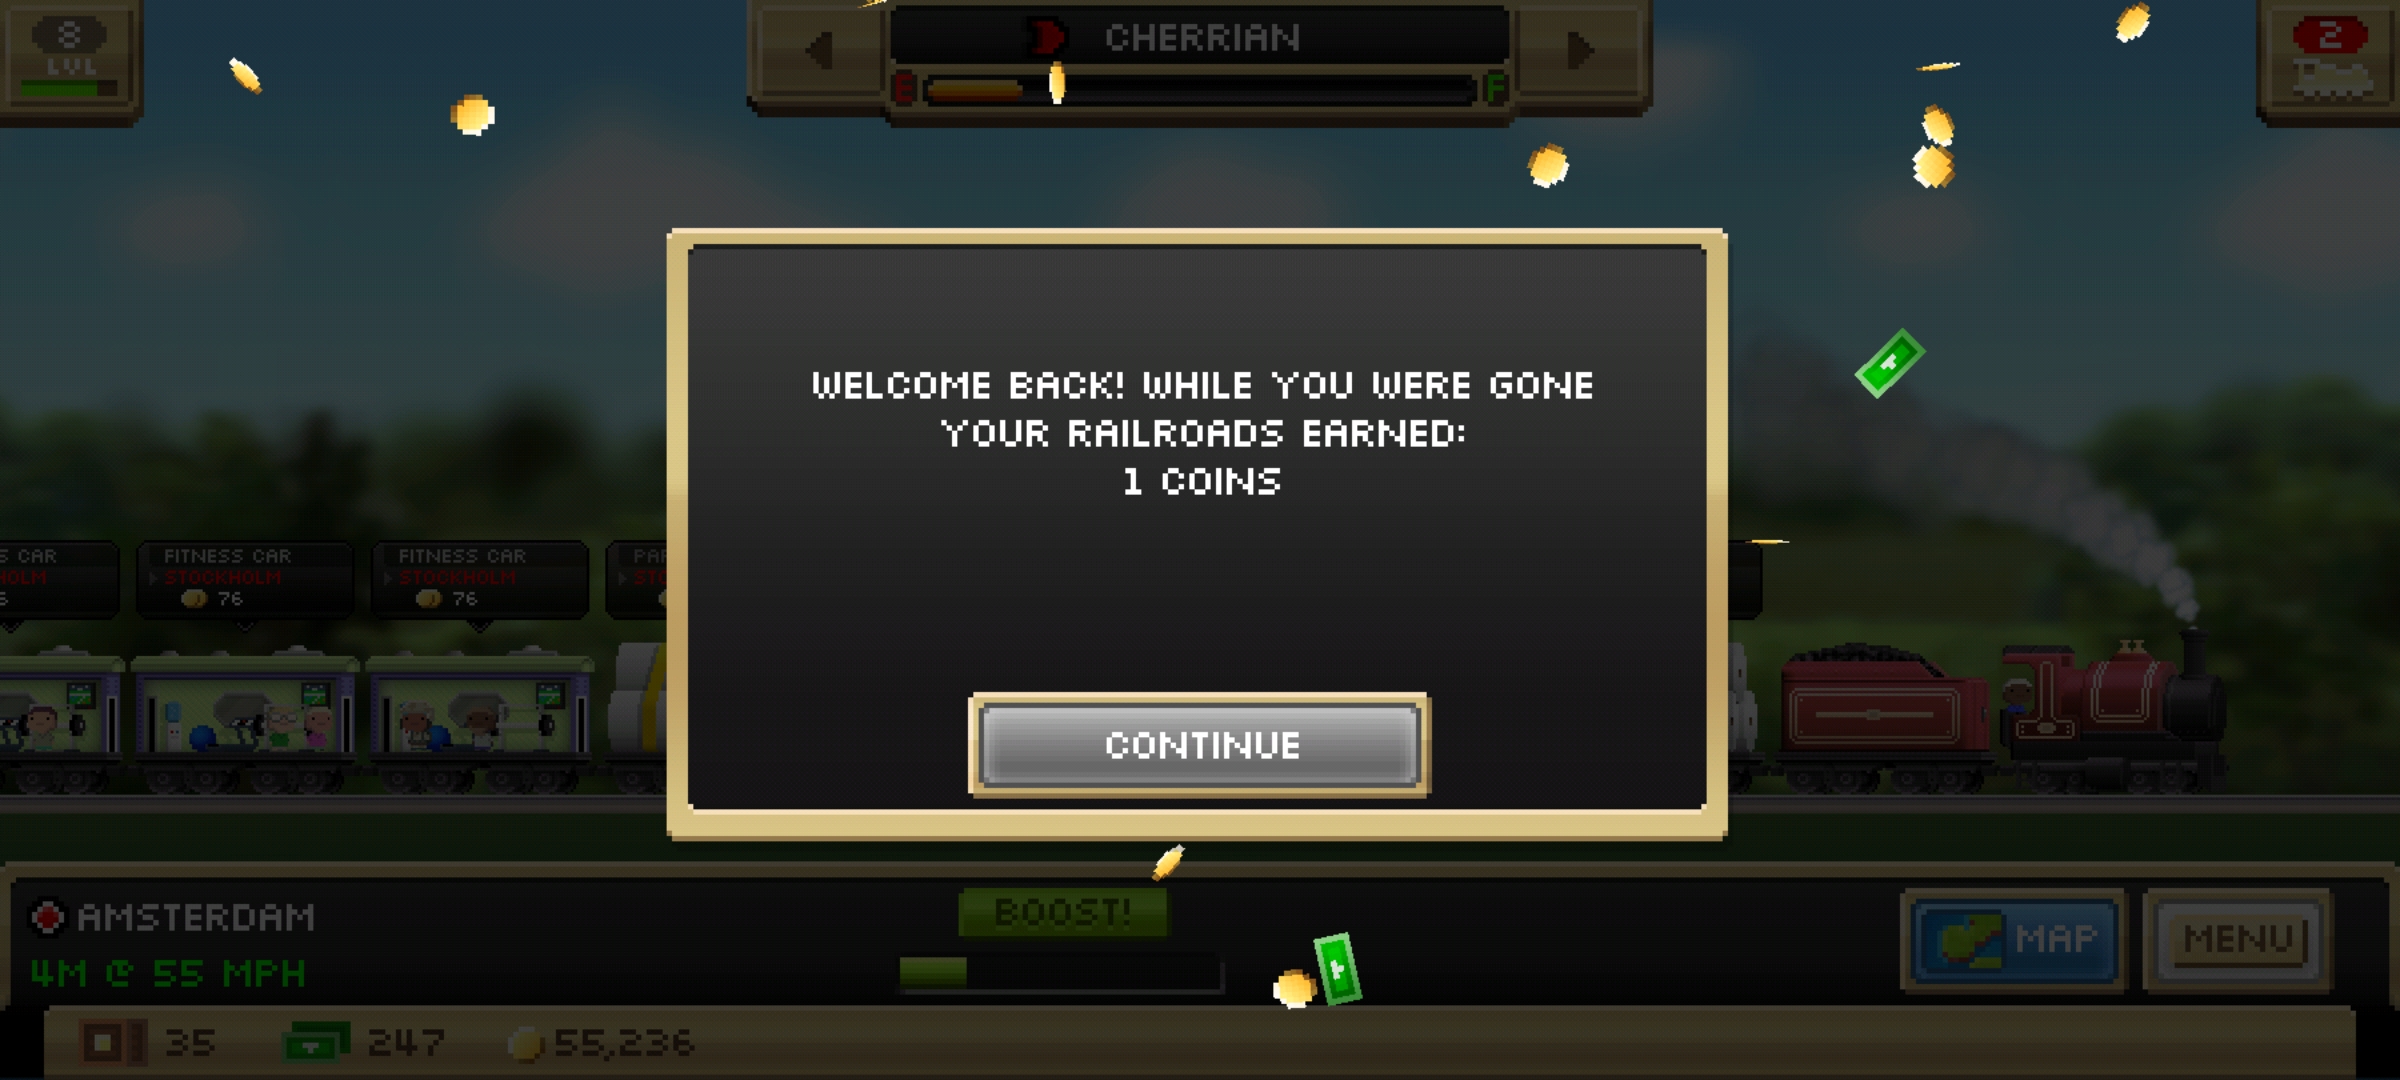 8
LVL
CHERRIAN
E
F
2
WELCOME BACK! WHILE YOU WERE GONE
YOUR RAILROADS EARNED:
1 COINS
CONTINUE
CAR
FITNESS CAR
STOCKHOLM
76
FITNESS CAR
STOCKHOLM
76
AMSTERDAM
4M @ 55 MPH
BOOST!
MAP
MENU
35
247
55,236